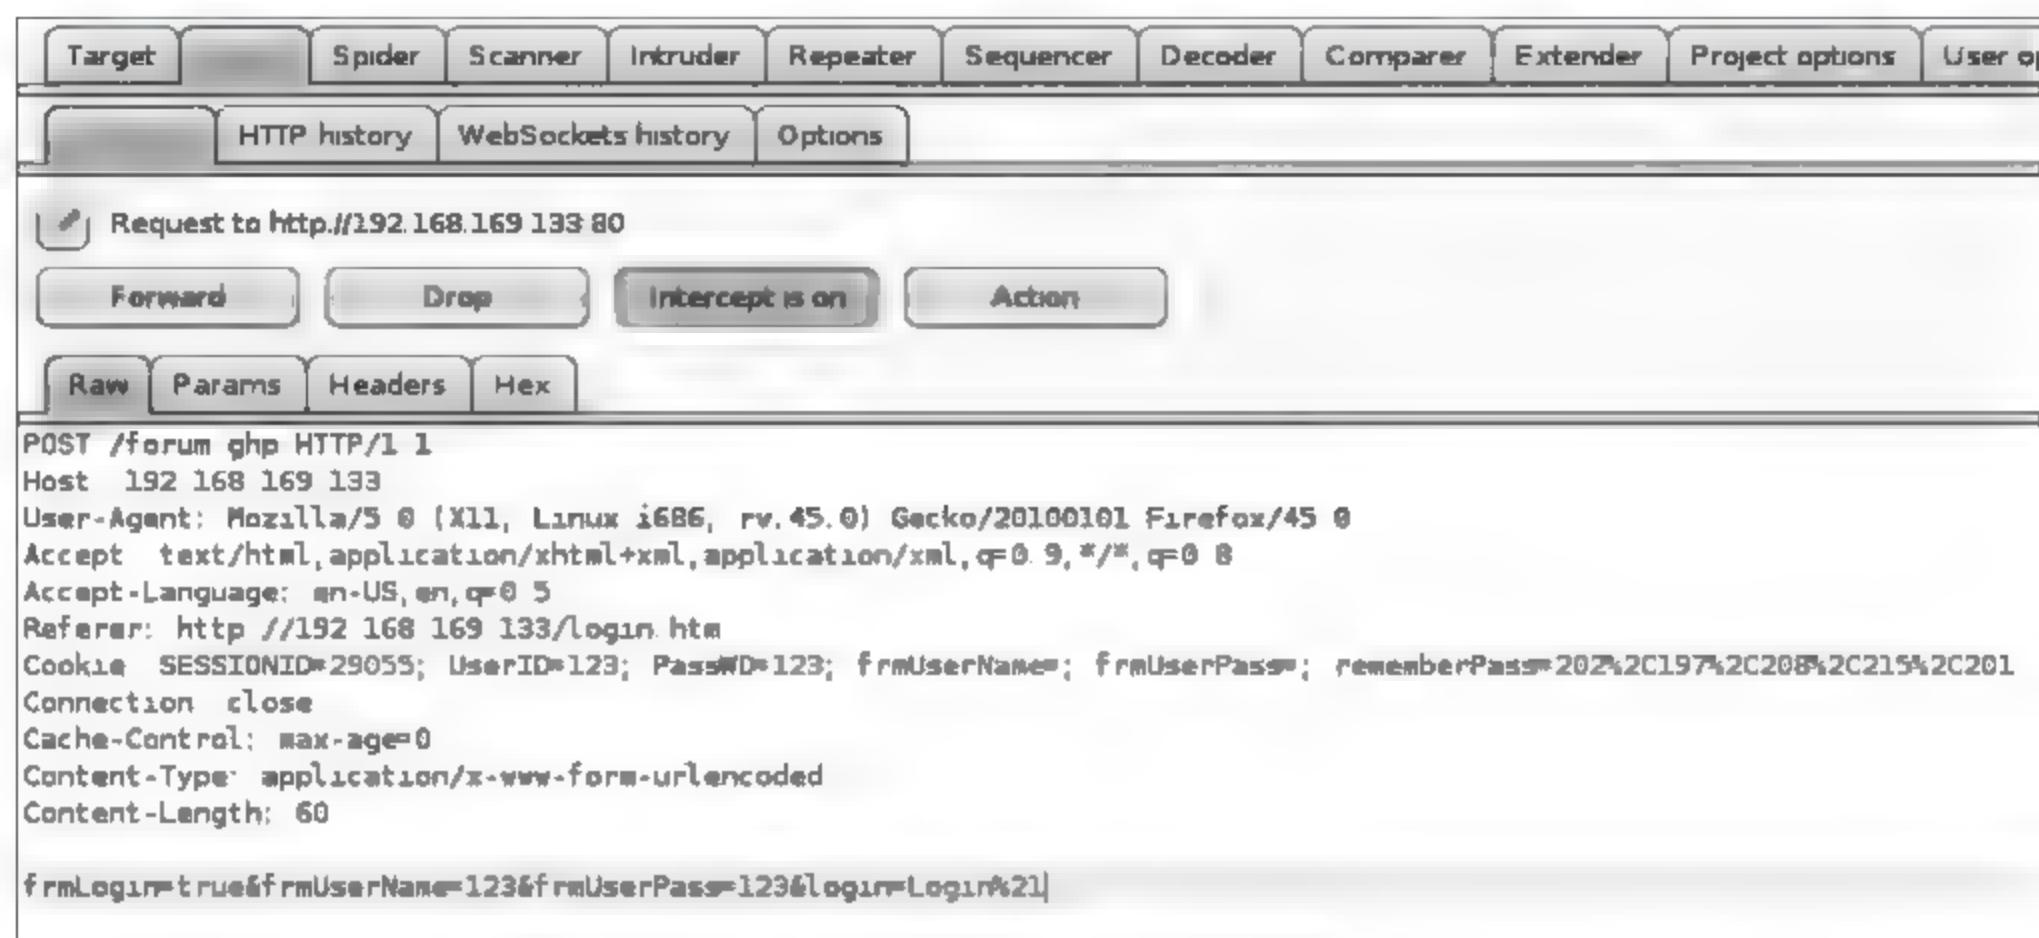 Target Spider Scanner Intruder Repeater Sequencer Decoder Comparer Extender Project options User op
HTTP history WebSockets history Options
Request to http://192.168.169 133:80
Forward Drop Intercept is on Action
Raw Params Headers Hex
POST /forum ghp HTTP/1 1
Host 192 168 169 133
User-Agent: Mozilla/5 0 (X11, Linux i686, rv.45.0) Gecko/20100101 Firefox/45 0
Accept text/html,application/xhtml+xml,application/xml,q=0.9,*/*,q=0 8
Accept-Language: en-US,en,q=0 5
Referer: http //192 168 169 133/login.htm
Cookie SESSIONID=29055; UserID=123; PassWD=123; frmUserName=; frmUserPass=; rememberPass=202%2C197%2C208%2C215%2C201
Connection close
Cache-Control: max-age=0
Content-Type: application/x-www-form-urlencoded
Content-Length: 60
frmLogin=true&frmUserName=123&frmUserPass=123&login=Login%21